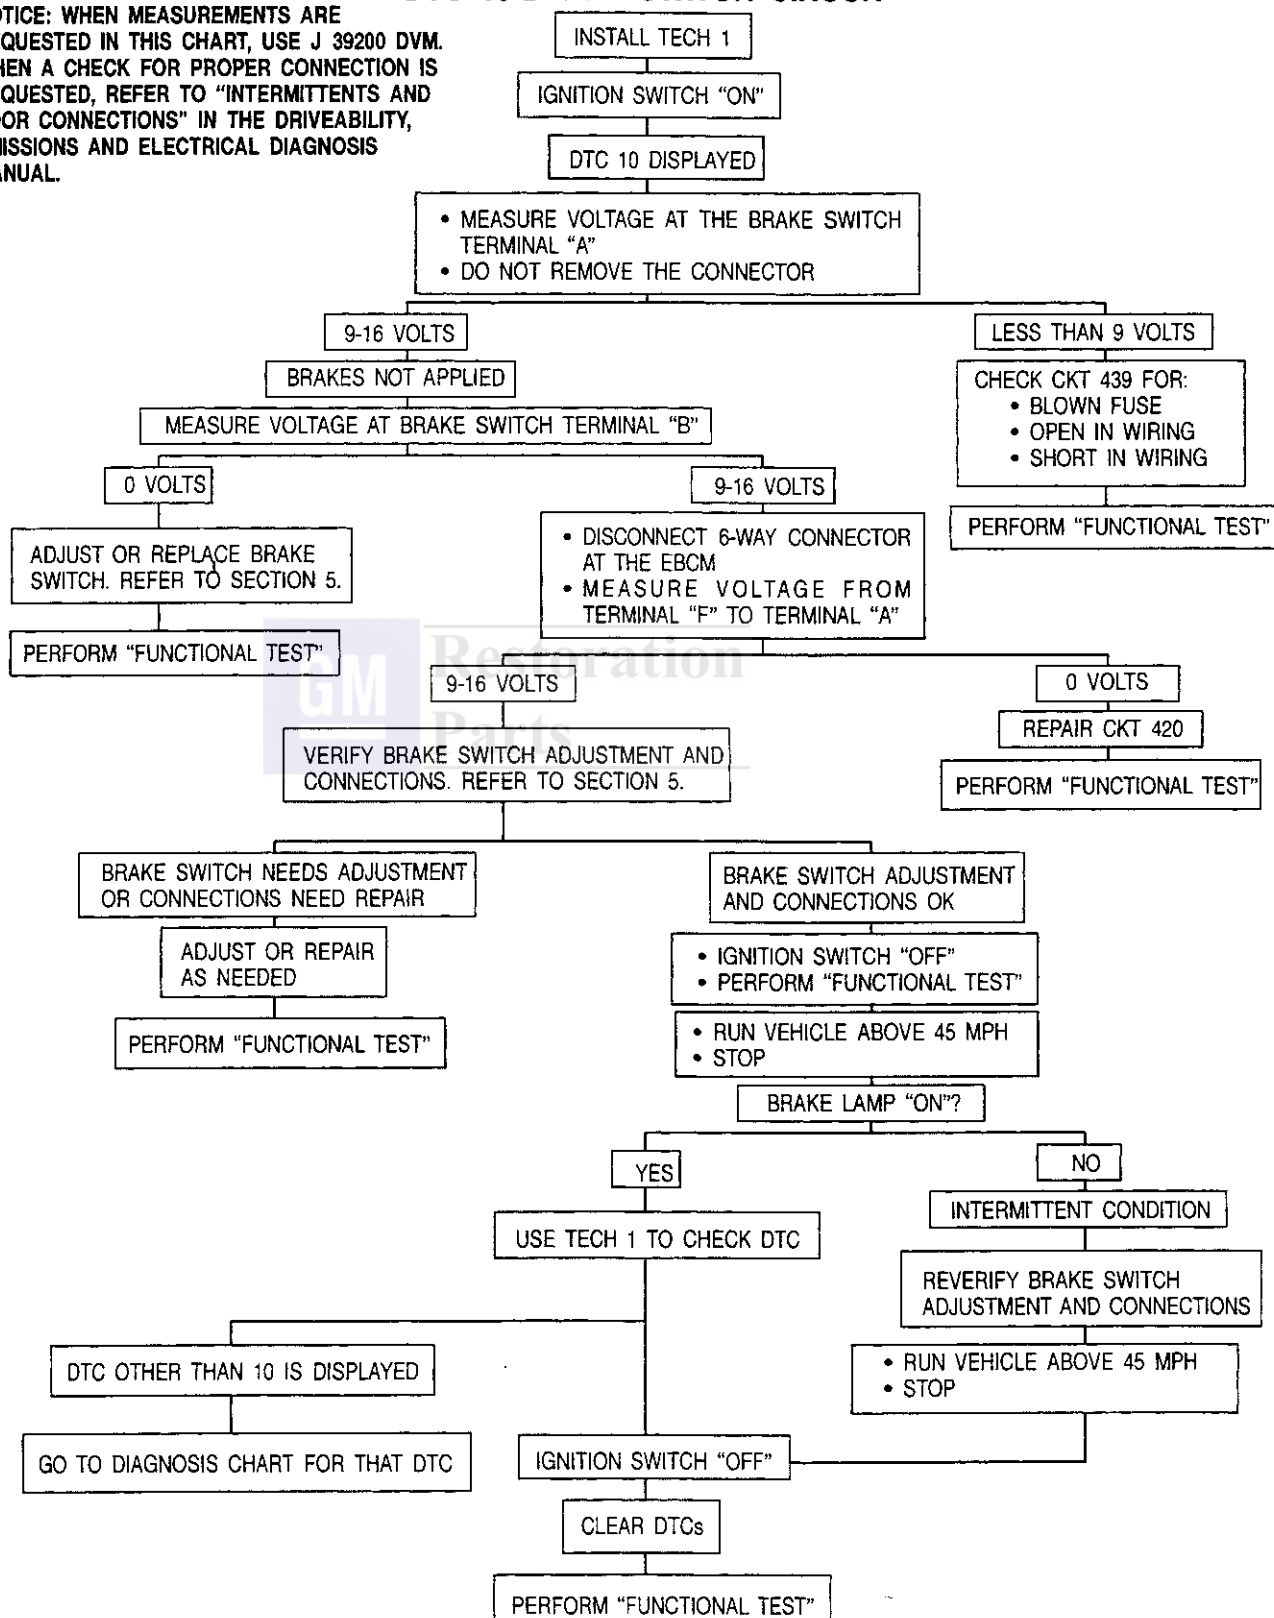 OTICE: WHEN MEASUREMENTS ARE
QUESTED IN THIS CHART, USE J 39200 DVM.
HEN A CHECK FOR PROPER CONNECTION IS
QUESTED, REFER TO “INTERMITTENTS AND
OR CONNECTIONS” IN THE DRIVEABILITY,
MISSIONS AND ELECTRICAL DIAGNOSIS
ANUAL.
INSTALL TECH 1
IGNITION SWITCH “ON”
DTC 10 DISPLAYED
• MEASURE VOLTAGE AT THE BRAKE SWITCH
TERMINAL “A”
• DO NOT REMOVE THE CONNECTOR
9-16 VOLTS
LESS THAN 9 VOLTS
BRAKES NOT APPLIED
CHECK CKT 439 FOR:
• BLOWN FUSE
• OPEN IN WIRING
• SHORT IN WIRING
MEASURE VOLTAGE AT BRAKE SWITCH TERMINAL “B”
0 VOLTS
9-16 VOLTS
PERFORM “FUNCTIONAL TEST”
ADJUST OR REPLACE BRAKE
SWITCH. REFER TO SECTION 5.
• DISCONNECT 6-WAY CONNECTOR
AT THE EBCM
• MEASURE VOLTAGE FROM
TERMINAL “F” TO TERMINAL “A”
PERFORM “FUNCTIONAL TEST”
GM
Restoration
Parts
9-16 VOLTS
0 VOLTS
REPAIR CKT 420
VERIFY BRAKE SWITCH ADJUSTMENT AND
CONNECTIONS. REFER TO SECTION 5.
PERFORM “FUNCTIONAL TEST”
BRAKE SWITCH NEEDS ADJUSTMENT
OR CONNECTIONS NEED REPAIR
BRAKE SWITCH ADJUSTMENT
AND CONNECTIONS OK
ADJUST OR REPAIR
AS NEEDED
• IGNITION SWITCH “OFF”
• PERFORM “FUNCTIONAL TEST”
PERFORM “FUNCTIONAL TEST”
• RUN VEHICLE ABOVE 45 MPH
• STOP
BRAKE LAMP “ON”?
YES
NO
USE TECH 1 TO CHECK DTC
INTERMITTENT CONDITION
REVERIFY BRAKE SWITCH
ADJUSTMENT AND CONNECTIONS
DTC OTHER THAN 10 IS DISPLAYED
• RUN VEHICLE ABOVE 45 MPH
• STOP
GO TO DIAGNOSIS CHART FOR THAT DTC
IGNITION SWITCH “OFF”
CLEAR DTCs
PERFORM “FUNCTIONAL TEST”